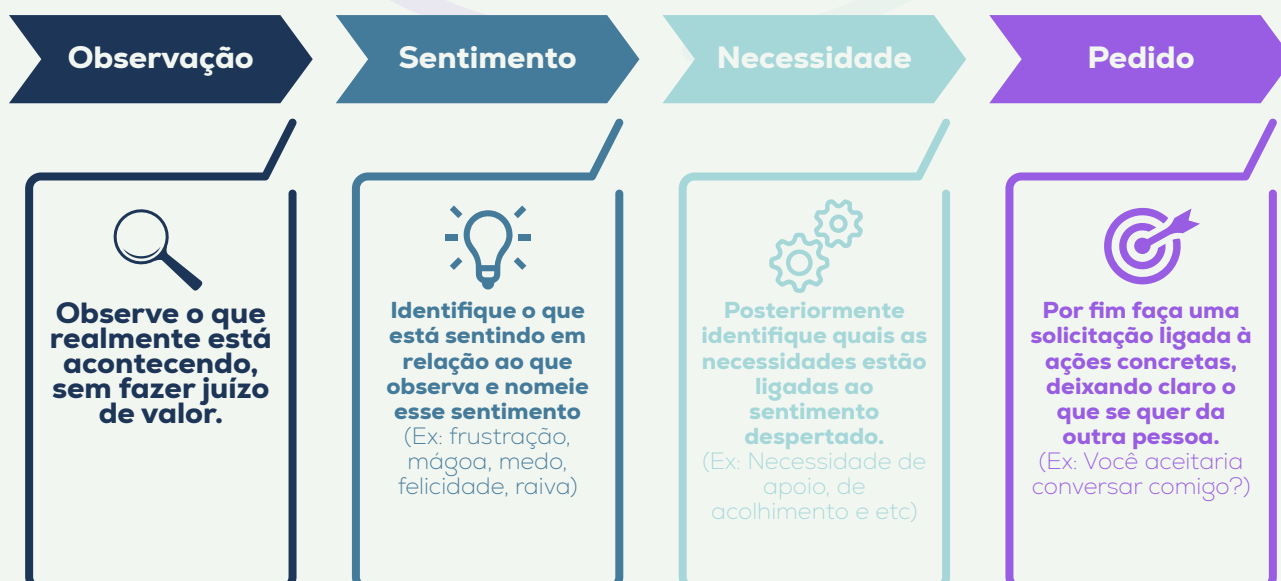 Observação
Observe o que
realmente está
acontecendo,
sem fazer juízo
de valor.
Sentimento
Identifique o que
está sentindo em
relação ao que
observa e nomeie
esse sentimento
(Ex: frustração,
mágoa, medo,
felicidade, raiva)
Necessidade
Posteriormente
identifique quais as
necessidades estão
ligadas ao
sentimento
despertado.
(Ex: Necessidade de
apoio, de
acolhimento e etc)
Pedido
Por fim faça uma
solicitação ligada à
ações concretas,
deixando claro o
que se quer da
outra pessoa.
(Ex: Você aceitaria
conversar comigo?)